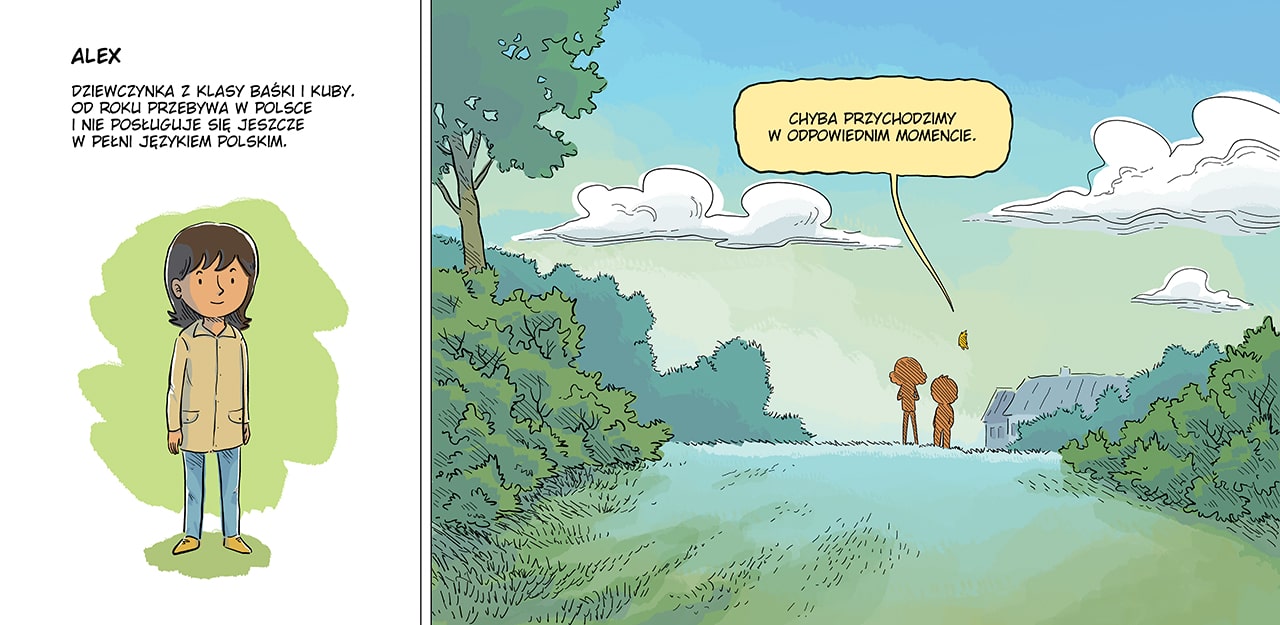 ALEX
DZIEWCZYNKA Z KLASY BAŚKI I KUBY.
OD ROKU PRZEBYWA W POLSCE
I NIE POSŁUGUJE SIĘ JESZCZE
W PEŁNI JĘZYKIEM POLSKIM.
CHYBA PRZYCHODZIMY
W ODPOWIEDNIM MOMENCIE.